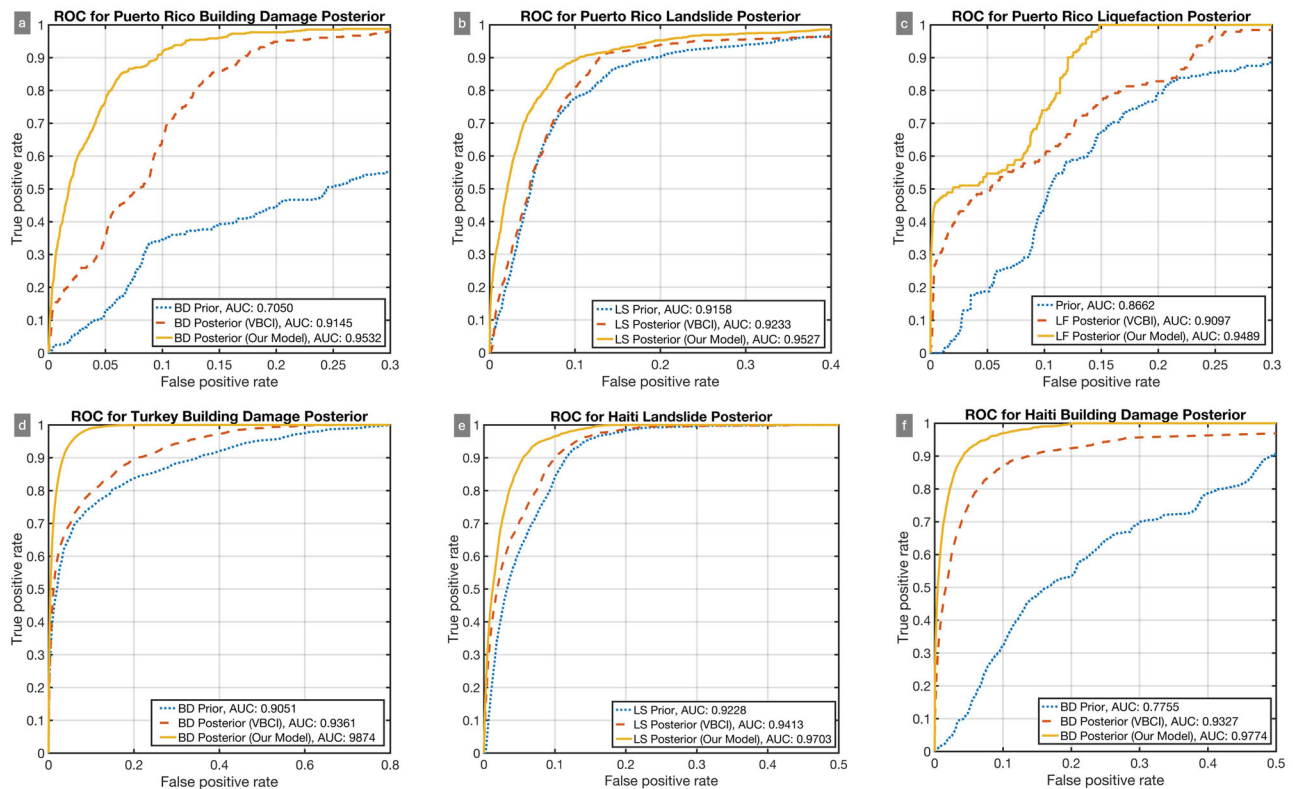 a
ROC for Puerto Rico Building Damage Posterior
1
0.9
0.8
0.7
0.6
0.5
0.4
0.3
0.2
0.1
0
True positive rate
BD Prior, AUC: 0.7050
BD Posterior (VBCI), AUC: 0.9145
BD Posterior (Our Model), AUC: 0.9532
0 0.05 0.1 0.15 0.2 0.25 0.3
False positive rate
b
ROC for Puerto Rico Landslide Posterior
1
0.9
0.8
0.7
0.6
0.5
0.4
0.3
0.2
0.1
0
True positive rate
LS Prior, AUC: 0.9158
LS Posterior (VBCI), AUC: 0.9233
LS Posterior (Our Model), AUC: 0.9527
0 0.1 0.2 0.3 0.4
False positive rate
c
ROC for Puerto Rico Liquefaction Posterior
1
0.9
0.8
0.7
0.6
0.5
0.4
0.3
0.2
0.1
0
True positive rate
Prior, AUC: 0.8662
LF Posterior (VCBI), AUC: 0.9097
LF Posterior (Our Model), AUC: 0.9489
0 0.05 0.1 0.15 0.2 0.25 0.3
False positive rate
d
ROC for Turkey Building Damage Posterior
1
0.9
0.8
0.7
0.6
0.5
0.4
0.3
0.2
0.1
0
True positive rate
BD Prior, AUC: 0.9051
BD Posterior (VBCI), AUC: 0.9361
BD Posterior (Our Model), AUC: 9874
0 0.2 0.4 0.6 0.8
False positive rate
e
ROC for Haiti Landslide Posterior
1
0.9
0.8
0.7
0.6
0.5
0.4
0.3
0.2
0.1
0
True positive rate
LS Prior, AUC: 0.9228
LS Posterior (VBCI), AUC: 0.9413
LS Posterior (Our Model), AUC: 0.9703
0 0.1 0.2 0.3 0.4 0.5
False positive rate
f
ROC for Haiti Building Damage Posterior
1
0.9
0.8
0.7
0.6
0.5
0.4
0.3
0.2
0.1
0
True positive rate
BD Prior, AUC: 0.7755
BD Posterior (VBCI), AUC: 0.9327
BD Posterior (Our Model), AUC: 0.9774
0 0.1 0.2 0.3 0.4 0.5
False positive rate